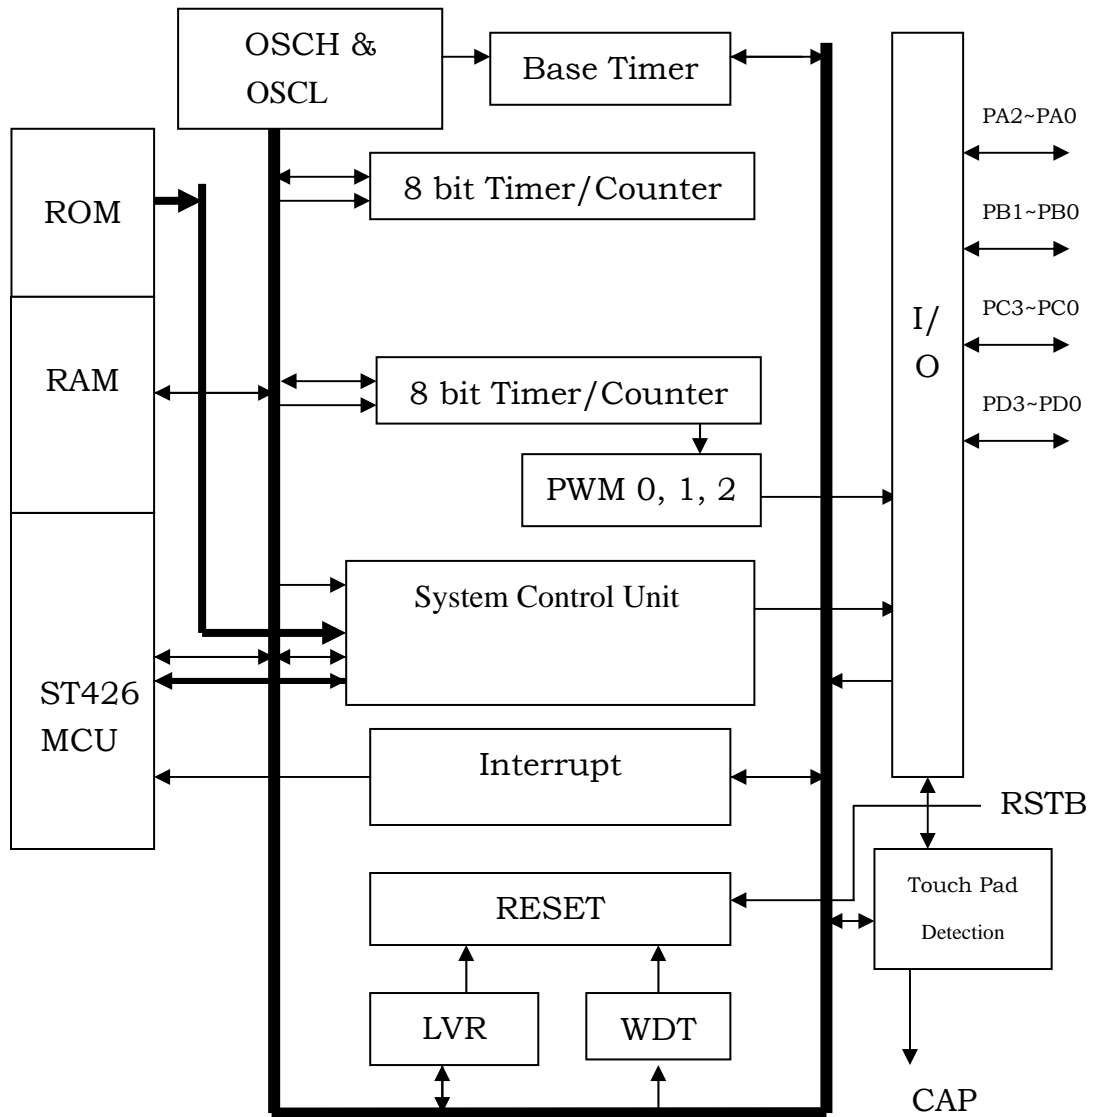 OSCH &
OSCL
Base Timer
PA2~PA0
ROM
8 bit Timer/Counter
PB1~PB0
PC3~PC0
I/
O
RAM
8 bit Timer/Counter
PD3~PD0
PWM 0, 1, 2
System Control Unit
ST426
MCU
Interrupt
RSTB
RESET
Touch Pad
Detection
LVR
WDT
CAP